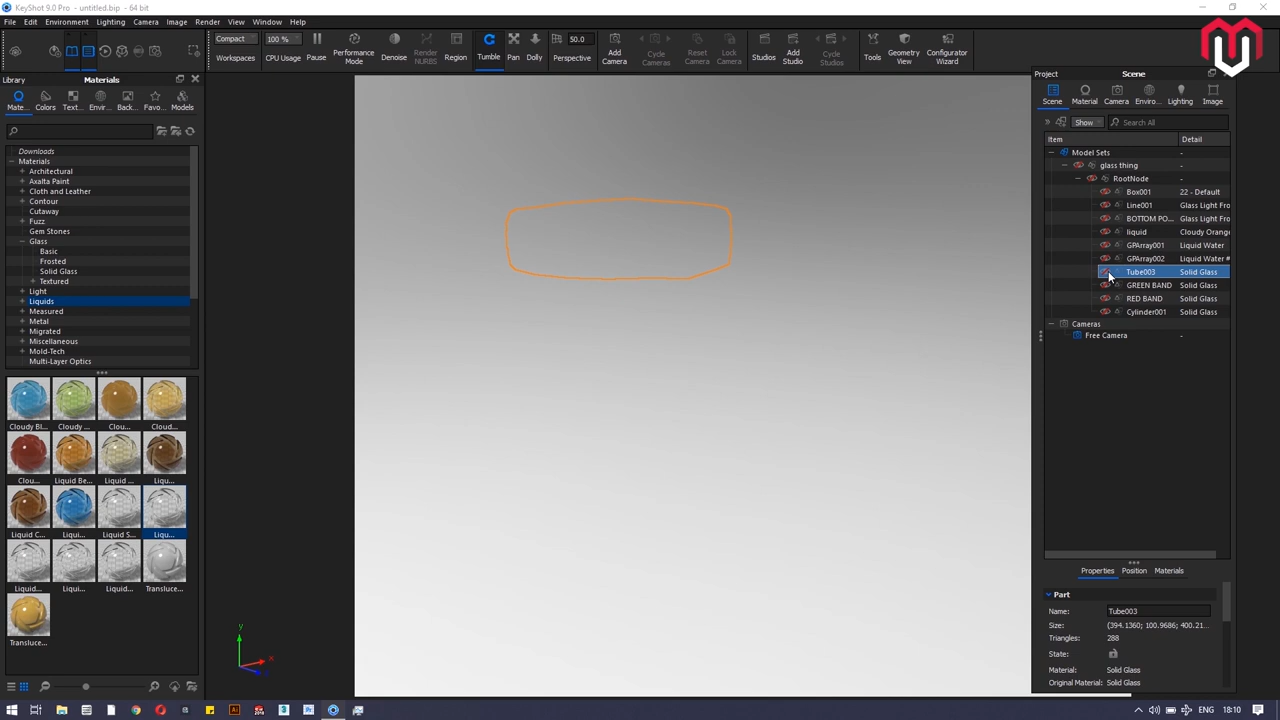 KeyShot 9.0 Pro - untitled.bip - 64 bit
File Edit Environment Lighting Camera Image Render View Window Help
Compact 100 % 50.0
Workspaces CPU Usage Pause Performance Mode Denoise Render NURBS Region Tumble Pan Dolly Perspective Add Camera Cycle Cameras Reset Camera Lock Camera Studios Add Studio Cycle Studios Tools Geometry View Configurator Wizard
Library Materials
Mate... Colors Text... Envir... Back... Favo... Models
Downloads
Materials
Architectural
Axalta Paint
Cloth and Leather
Contour
Cutaway
Fuzz
Gem Stones
Glass
Basic
Frosted
Solid Glass
Textured
Light
Liquids
Measured
Metal
Migrated
Miscellaneous
Mold-Tech
Multi-Layer Optics
Cloudy Bl... Cloudy ... Clou... Cloud...
Clou... Liquid Be... Liquid ... Liqu...
Liquid C... Liqui... Liquid S... Liqu...
Liquid... Liqui... Liquid... Transluce...
Transluce...
y
x
Project Scene
Scene Material Camera Enviro... Lighting Image
Show Search All
Item Detail
Model Sets -
glass thing -
RootNode -
Box001 22 - Default
Line001 Glass Light Fro
BOTTOM PO... Glass Light Fro
liquid Cloudy Orang
GPArray001 Liquid Water
GPArray002 Liquid Water #
Tube003 Solid Glass
GREEN BAND Solid Glass
RED BAND Solid Glass
Cylinder001 Solid Glass
Cameras
Free Camera -
Properties Position Materials
Part
Name: Tube003
Size: (394.1360; 100.9686; 400.21...
Triangles: 288
State:
Material: Solid Glass
Original Material: Solid Glass
ENG 18:10